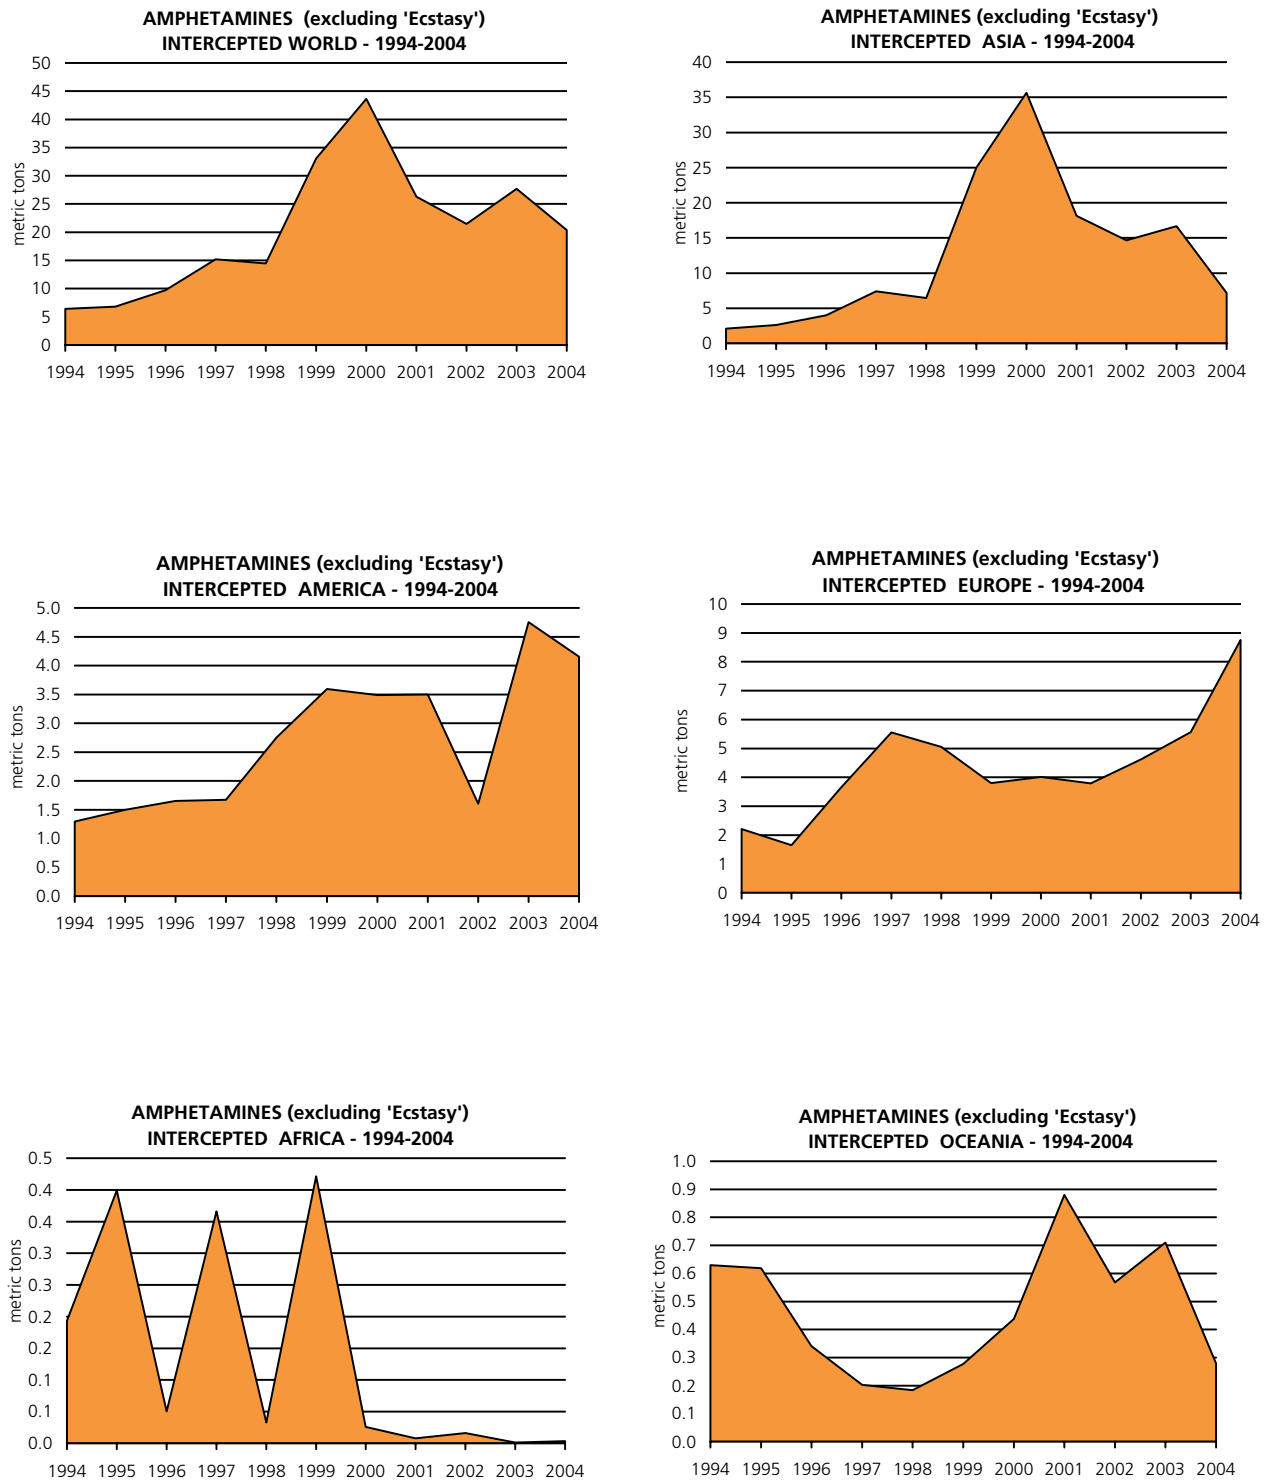 AMPHETAMINES (excluding 'Ecstasy')
INTERCEPTED WORLD - 1994-2004
50
45
40
35
30
25
20
15
10
5
0
metric tons
1994 1995 1996 1997 1998 1999 2000 2001 2002 2003 2004
AMPHETAMINES (excluding 'Ecstasy')
INTERCEPTED ASIA - 1994-2004
40
35
30
25
20
15
10
5
0
metric tons
1994 1995 1996 1997 1998 1999 2000 2001 2002 2003 2004
AMPHETAMINES (excluding 'Ecstasy')
INTERCEPTED AMERICA - 1994-2004
5.0
4.5
4.0
3.5
3.0
2.5
2.0
1.5
1.0
0.5
0.0
metric tons
1994 1995 1996 1997 1998 1999 2000 2001 2002 2003 2004
AMPHETAMINES (excluding 'Ecstasy')
INTERCEPTED EUROPE - 1994-2004
10
9
8
7
6
5
4
3
2
1
0
metric tons
1994 1995 1996 1997 1998 1999 2000 2001 2002 2003 2004
AMPHETAMINES (excluding 'Ecstasy')
INTERCEPTED AFRICA - 1994-2004
0.5
0.4
0.4
0.3
0.3
0.2
0.2
0.1
0.1
0.0
metric tons
1994 1995 1996 1997 1998 1999 2000 2001 2002 2003 2004
AMPHETAMINES (excluding 'Ecstasy')
INTERCEPTED OCEANIA - 1994-2004
1.0
0.9
0.8
0.7
0.6
0.5
0.4
0.3
0.2
0.1
0.0
metric tons
1994 1995 1996 1997 1998 1999 2000 2001 2002 2003 2004